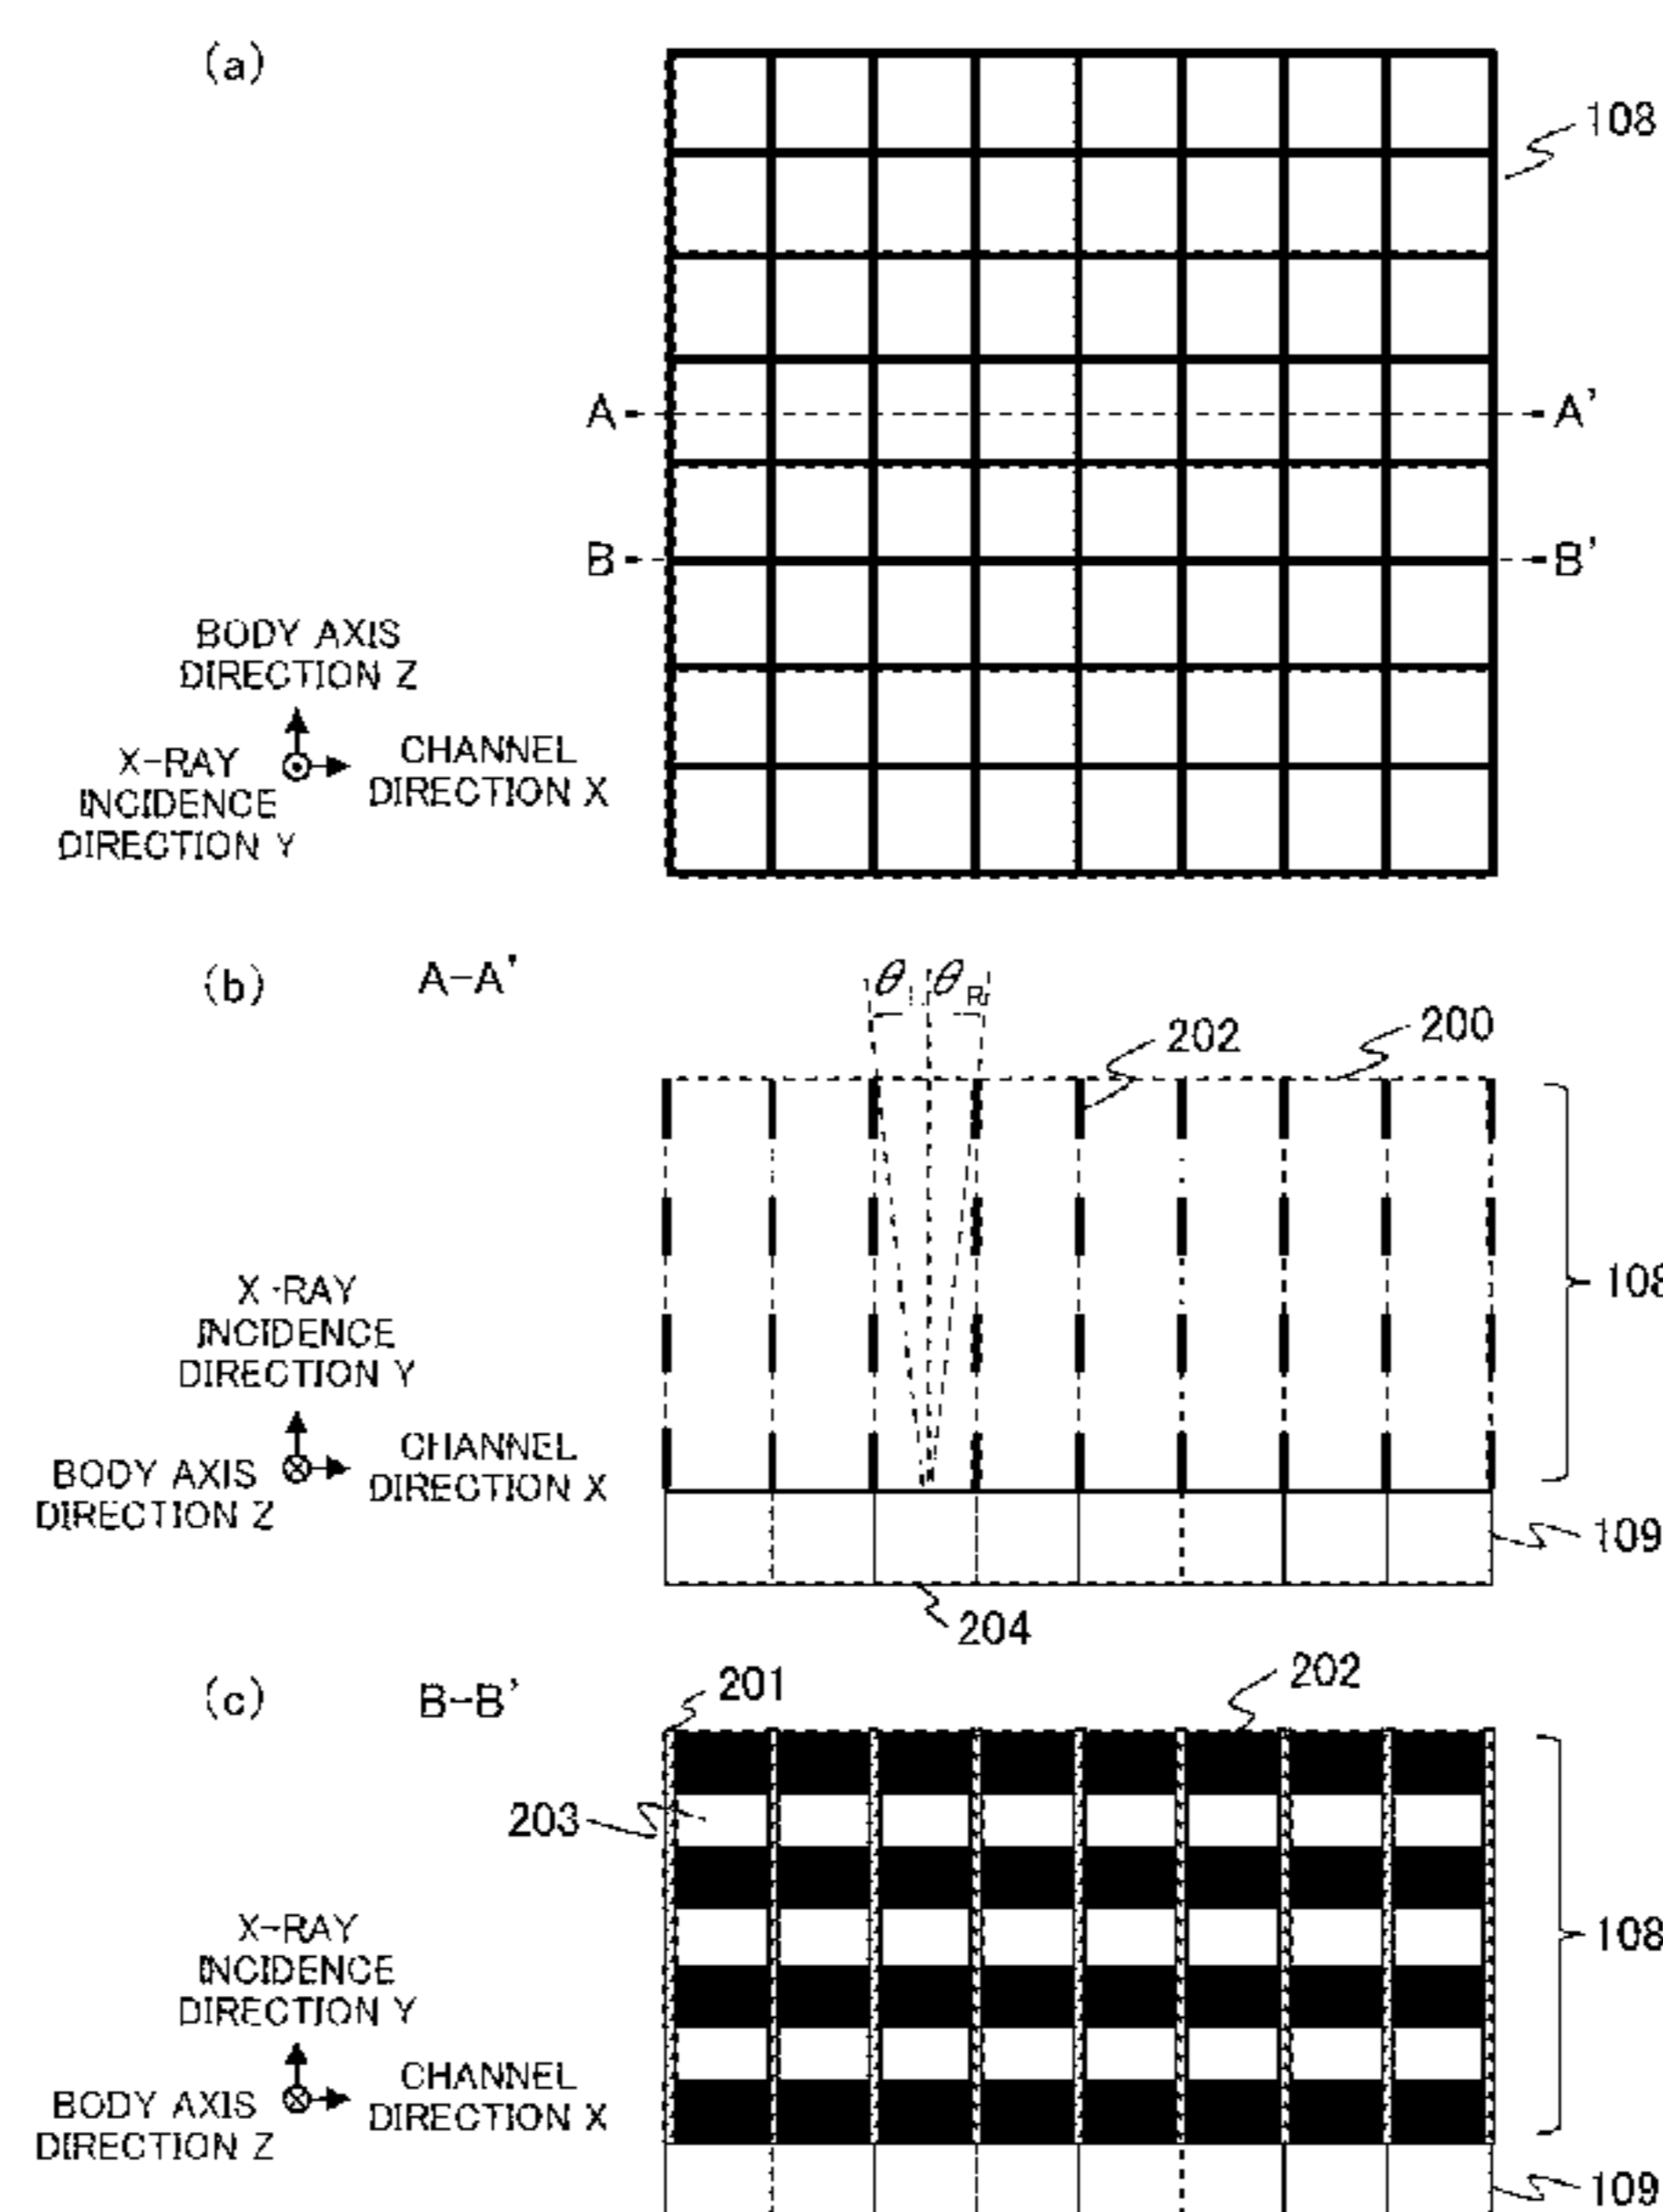 (a)
108
A
A'
B
B'
BODY AXIS
DIRECTION Z
X-RAY
INCIDENCE
DIRECTION Y
CHANNEL
DIRECTION X
(b)
A-A'
θL
θR
202
200
X-RAY
INCIDENCE
DIRECTION Y
108
BODY AXIS
DIRECTION Z
CHANNEL
DIRECTION X
109
204
(c)
B-B'
201
202
203
X-RAY
INCIDENCE
DIRECTION Y
108
BODY AXIS
DIRECTION Z
CHANNEL
DIRECTION X
109